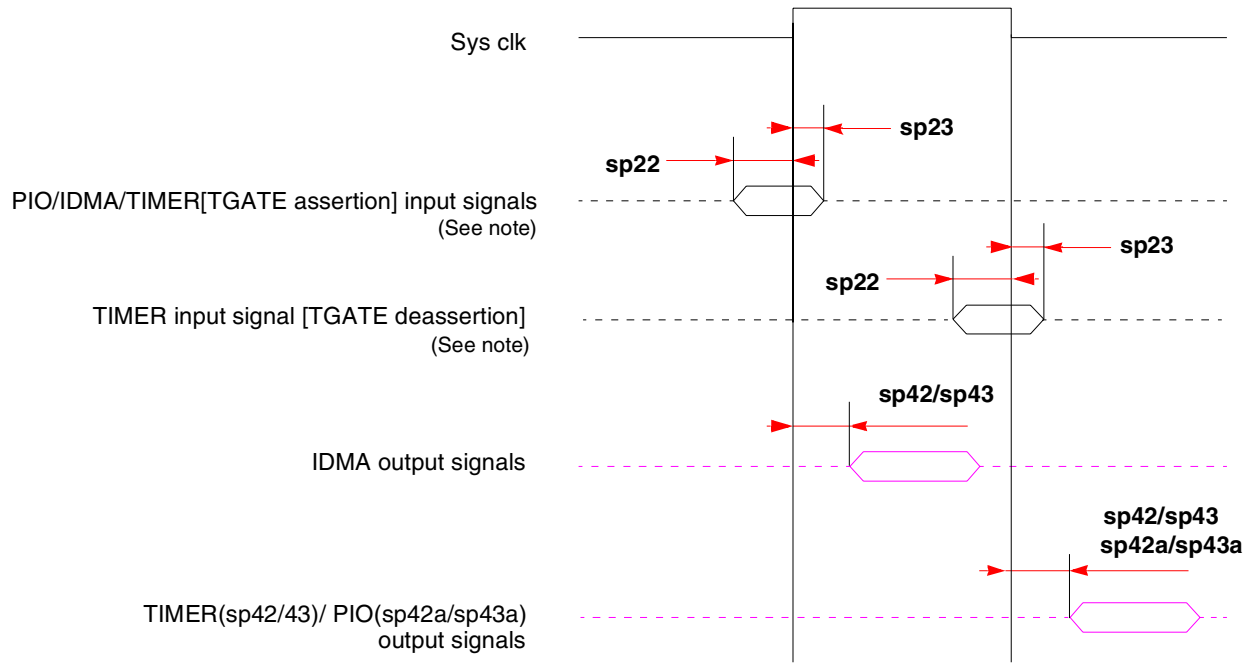 Sys clk
sp23
sp22
PIO/IDMA/TIMER[TGATE assertion] input signals
(See note)
sp23
sp22
TIMER input signal [TGATE deassertion]
(See note)
sp42/sp43
IDMA output signals
sp42/sp43
sp42a/sp43a
TIMER(sp42/43)/ PIO(sp42a/sp43a)
output signals